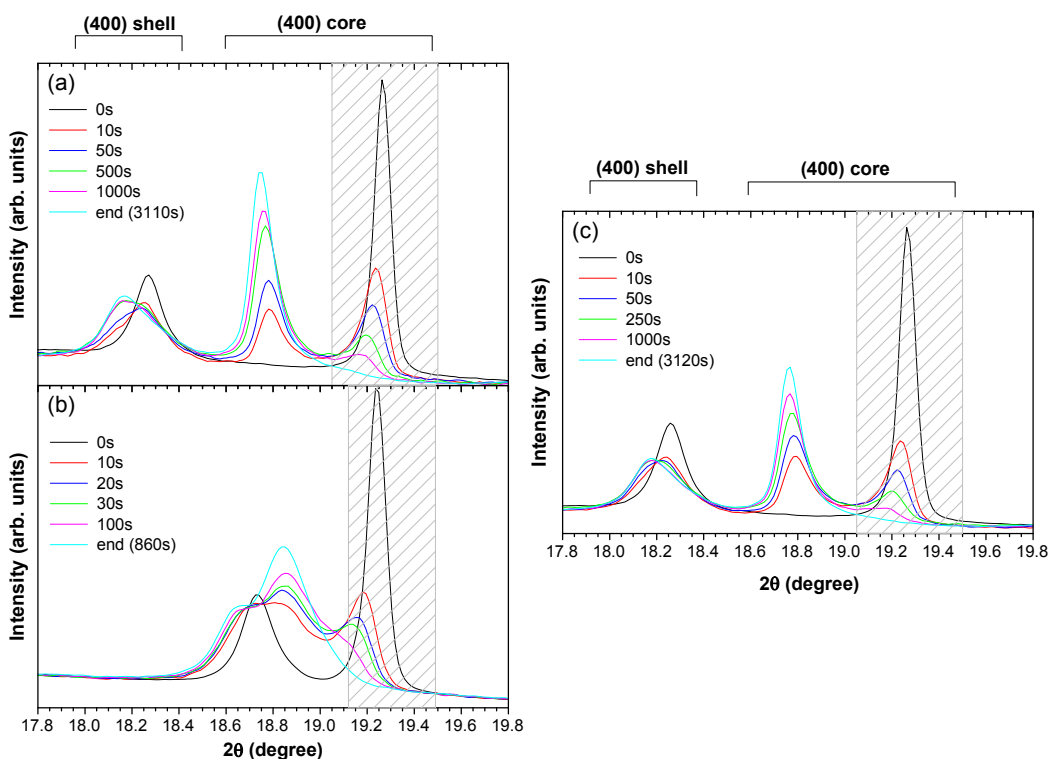 (400) shell
(400) core
(a)
0s
10s
50s
500s
1000s
end (3110s)
Intensity (arb. units)
(b)
0s
10s
20s
30s
100s
end (860s)
Intensity (arb. units)
17.8 18.0 18.2 18.4 18.6 18.8 19.0 19.2 19.4 19.6 19.8
2θ (degree)
(400) shell
(400) core
(c)
0s
10s
50s
250s
1000s
end (3120s)
Intensity (arb. units)
17.8 18.0 18.2 18.4 18.6 18.8 19.0 19.2 19.4 19.6 19.8
2θ (degree)